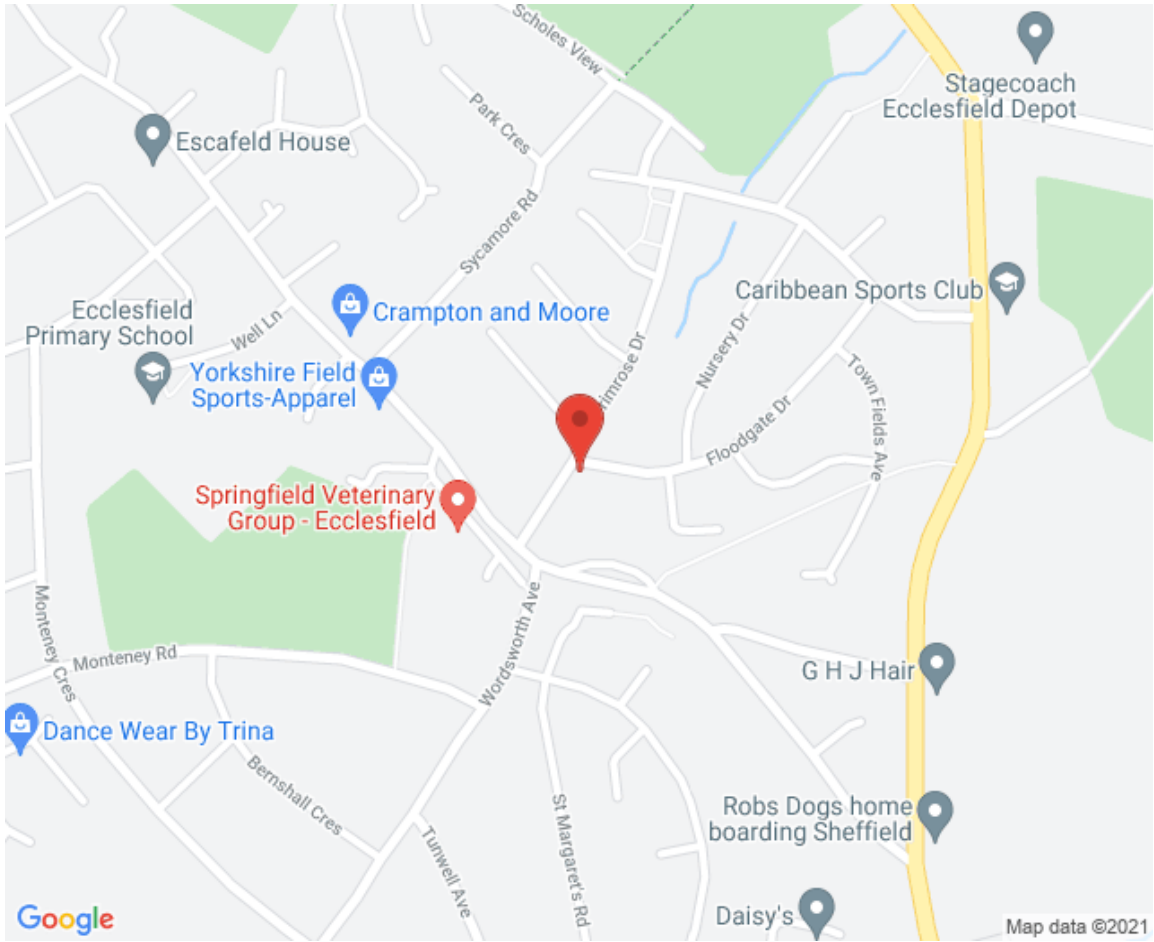 Scholes View
Stagecoach
Ecclesfield Depot
Park Cres
Escafeld House
Sycamore Rd
Caribbean Sports Club
Ecclesfield
Primary School
Well Ln
Crampton and Moore
Nursery Dr
Yorkshire Field
Sports-Apparel
rimrose Dr
Town Fields Ave
Floodgate Dr
Springfield Veterinary
Group - Ecclesfield
Monteney Cres
Wordsworth Ave
Monteney Rd
G H J Hair
Dance Wear By Trina
Bernshall Cres
St Margaret's Rd
Robs Dogs home
boarding Sheffield
Tunwell Ave
Daisy's
Google
Map data ©2021